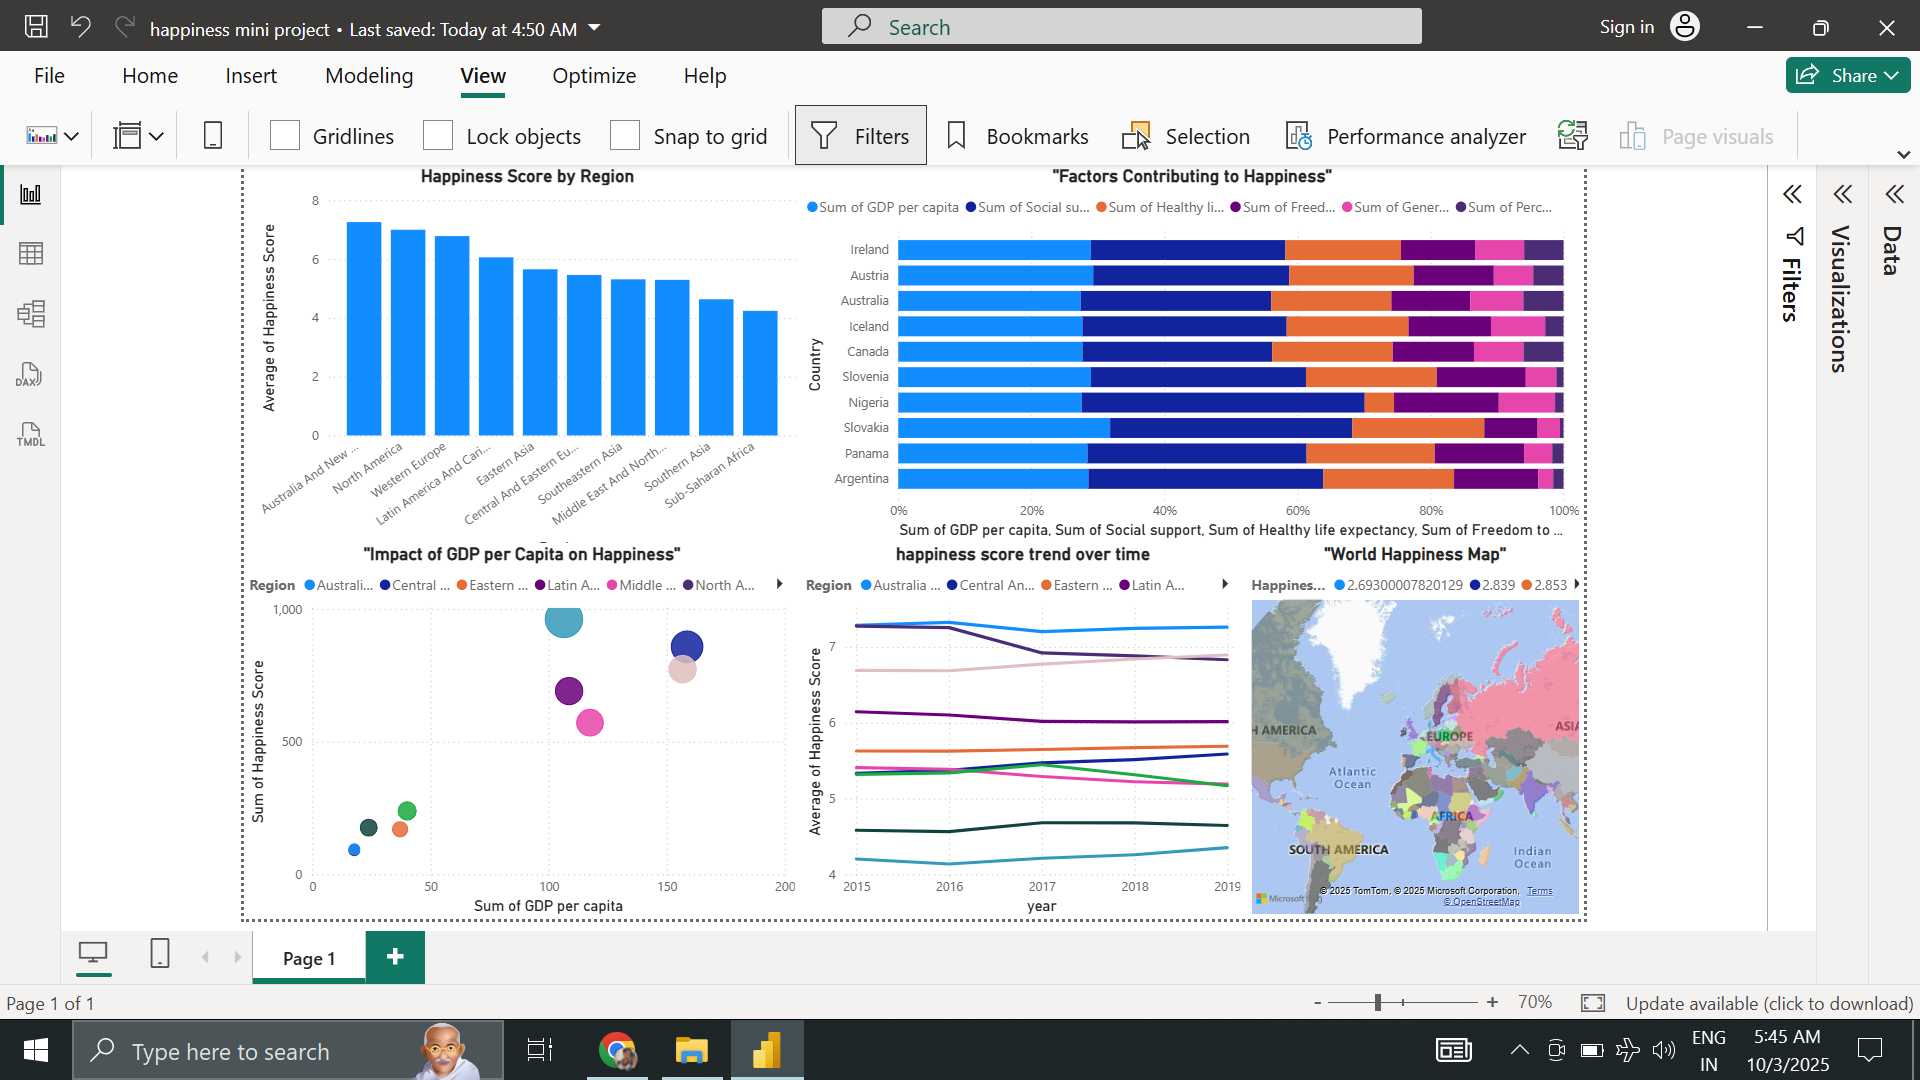 happiness mini project • Last saved: Today at 4:50 AM
Search
Sign in
File Home Insert Modeling View Optimize Help
Share
Gridlines Lock objects Snap to grid Filters Bookmarks Selection Performance analyzer Page visuals
DAX
TMDL
Happiness Score by Region
Average of Happiness Score
8
6
4
2
0
Australia And New ...
North America
Western Europe
Latin America And Cari...
Eastern Asia
Central And Eastern Eu...
Southeastern Asia
Middle East And North...
Southern Asia
Sub-Saharan Africa
"Factors Contributing to Happiness"
Sum of GDP per capita Sum of Social su... Sum of Healthy li... Sum of Freed... Sum of Gener... Sum of Perc...
Country
Ireland
Austria
Australia
Iceland
Canada
Slovenia
Nigeria
Slovakia
Panama
Argentina
0% 20% 40% 60% 80% 100%
Sum of GDP per capita, Sum of Social support, Sum of Healthy life expectancy, Sum of Freedom to ...
"Impact of GDP per Capita on Happiness"
Region Australi... Central ... Eastern ... Latin A... Middle ... North A...
Sum of Happiness Score
1,000
500
0
0 50 100 150 200
Sum of GDP per capita
happiness score trend over time
Region Australia ... Central An... Eastern ... Latin A...
Average of Happiness Score
7
6
5
4
2015 2016 2017 2018 2019
year
"World Happiness Map"
Happines... 2.69300007820129 2.839 2.853
H AMERICA
EUROPE
ASIA
Atlantic
Ocean
AFRICA
SOUTH AMERICA
Indian
Ocean
© 2025 TomTom, © 2025 Microsoft Corporation, Terms
© OpenStreetMap
Microsoft
Filters
Visualizations
Data
Page 1
Page 1 of 1
- + 70%
Update available (click to download)
Type here to search
ENG
IN
5:45 AM
10/3/2025